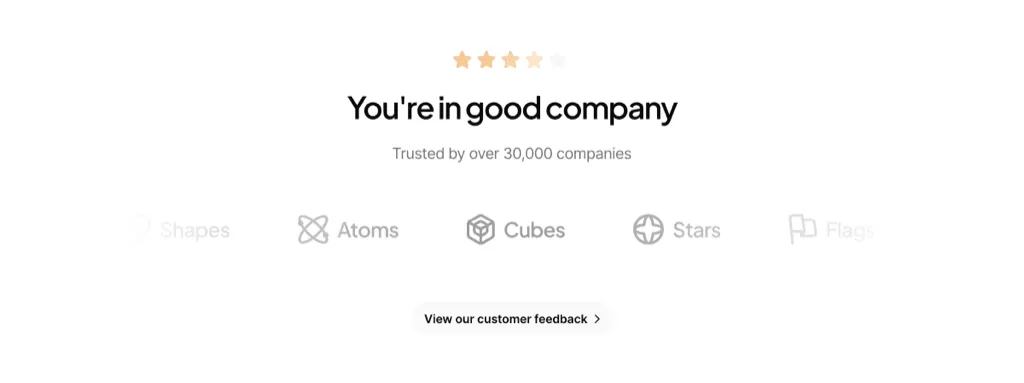 You're in good company
Trusted by over 30,000 companies
Shapes
Atoms
Cubes
Stars
Flags
View our customer feedback